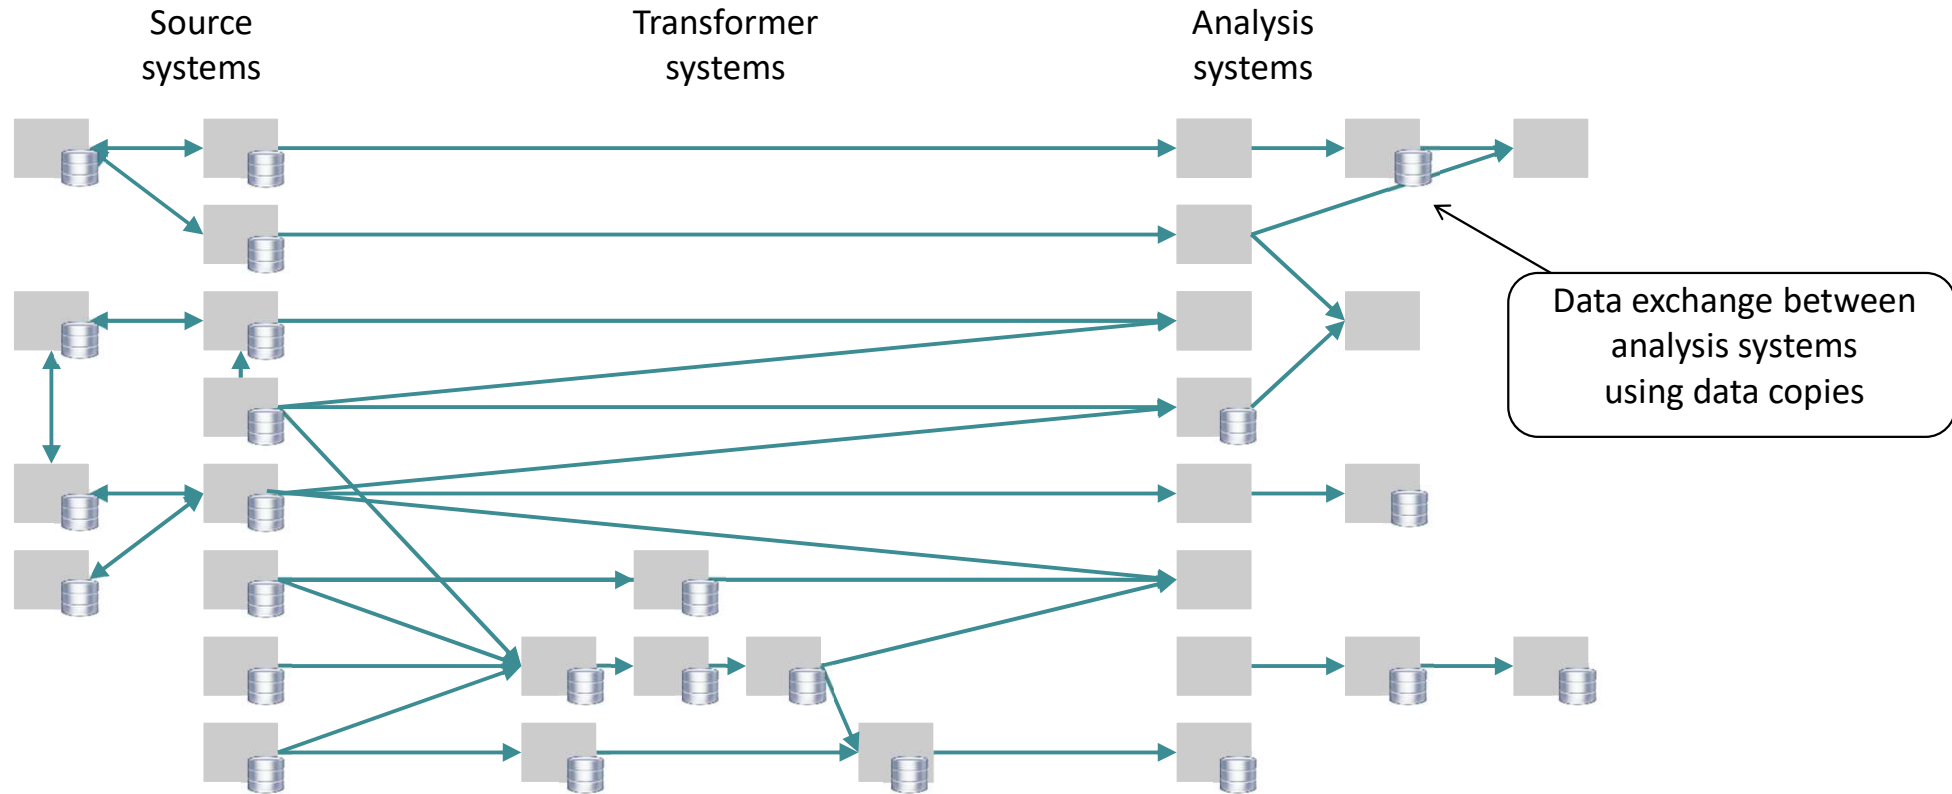 Source
systems
Transformer
systems
Analysis
systems
Data exchange between
analysis systems
using data copies